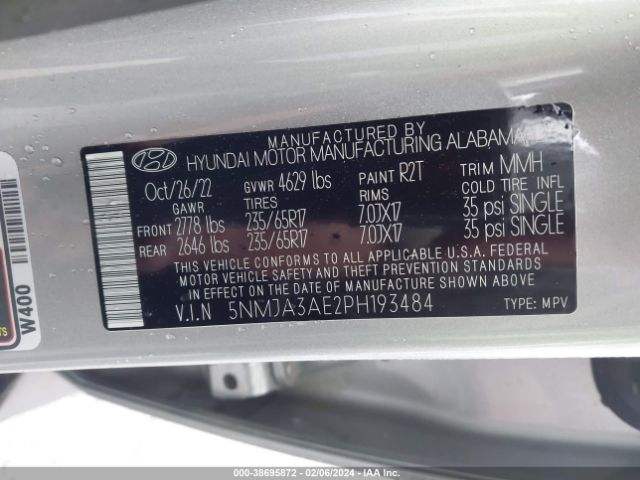 MANUFACTURED BY
HYUNDAI MOTOR MANUFACTURING ALABAMA
Oct/26/22 GVWR 4629 lbs PAINT R2T TRIM MMH
GAWR TIRES RIMS COLD TIRE INFL
FRONT 2778 lbs 235/65R17 7.0JX17 35 psi SINGLE
REAR 2646 lbs 235/65R17 7.0JX17 35 psi SINGLE
THIS VEHICLE CONFORMS TO ALL APPLICABLE U.S.A. FEDERAL
MOTOR VEHICLE SAFETY AND THEFT PREVENTION STANDARDS
IN EFFECT ON THE DATE OF MANUFACTURE SHOWN ABOVE.
V.I.N 5NMJA3AE2PH193484 TYPE: MPV
W400
000-38695872 - 02/06/2024 - IAA Inc.